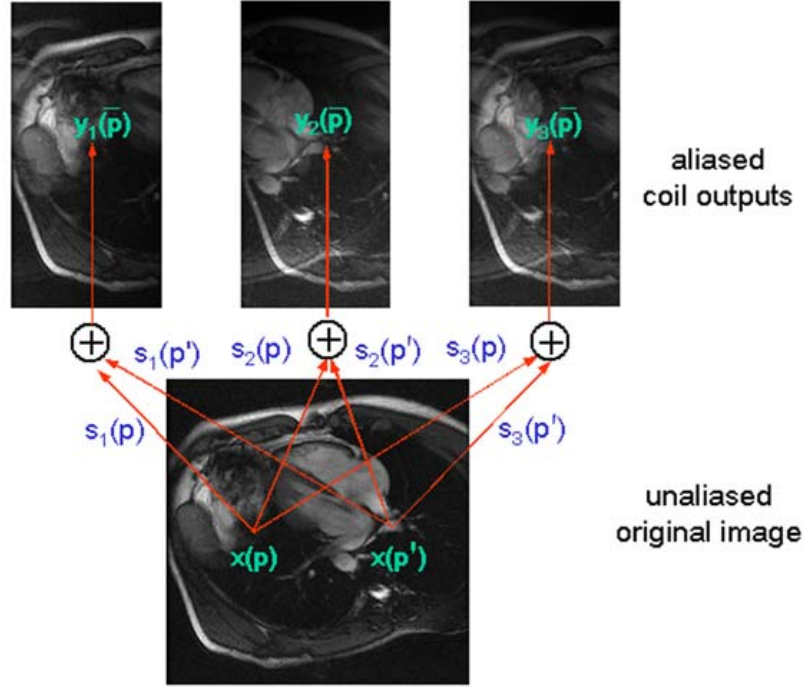 y₁(p̅) y₂(p̅) y₃(p̅)
aliased
coil outputs
s₁(p') s₂(p) s₂(p') s₃(p)
s₁(p) s₃(p')
unaliased
original image
x(p) x(p')